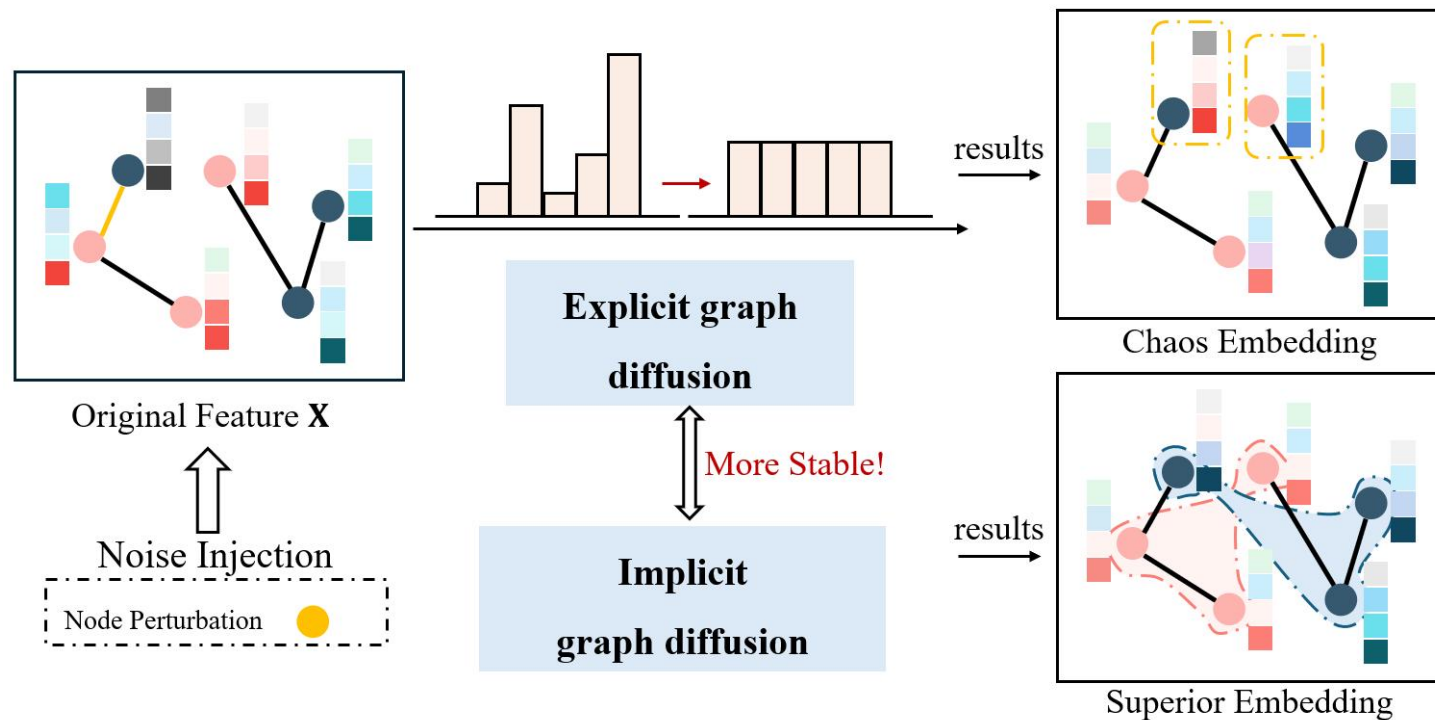 Original Feature X
Noise Injection
Node Perturbation
Explicit graph
diffusion
More Stable!
Implicit
graph diffusion
results
Chaos Embedding
results
Superior Embedding